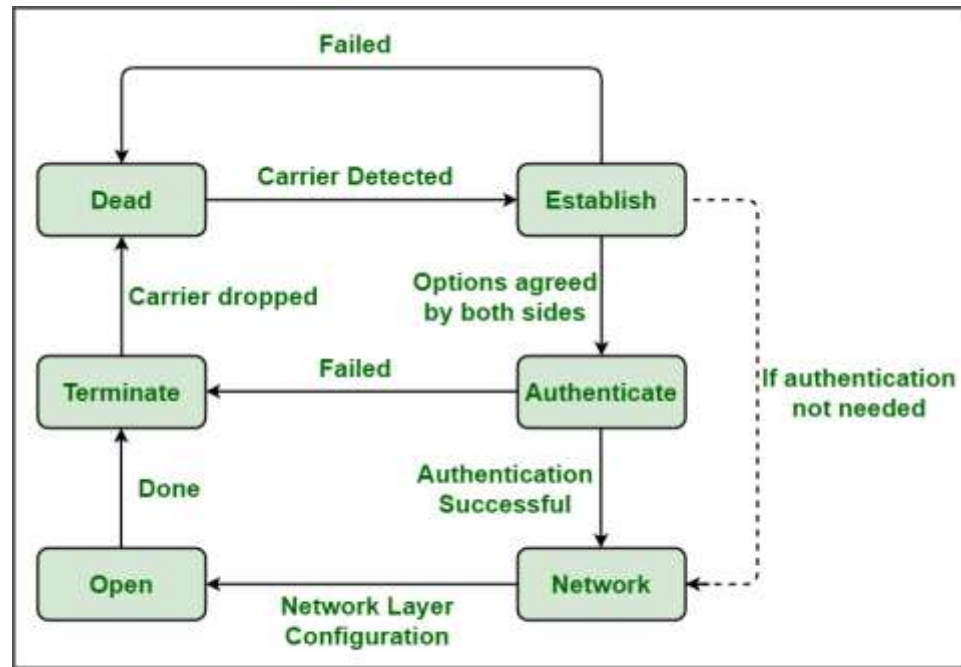 Failed
Dead
Carrier Detected
Establish
Carrier dropped
Options agreed
by both sides
Terminate
Failed
Authenticate
If authentication
not needed
Done
Authentication
Successful
Open
Network Layer
Configuration
Network